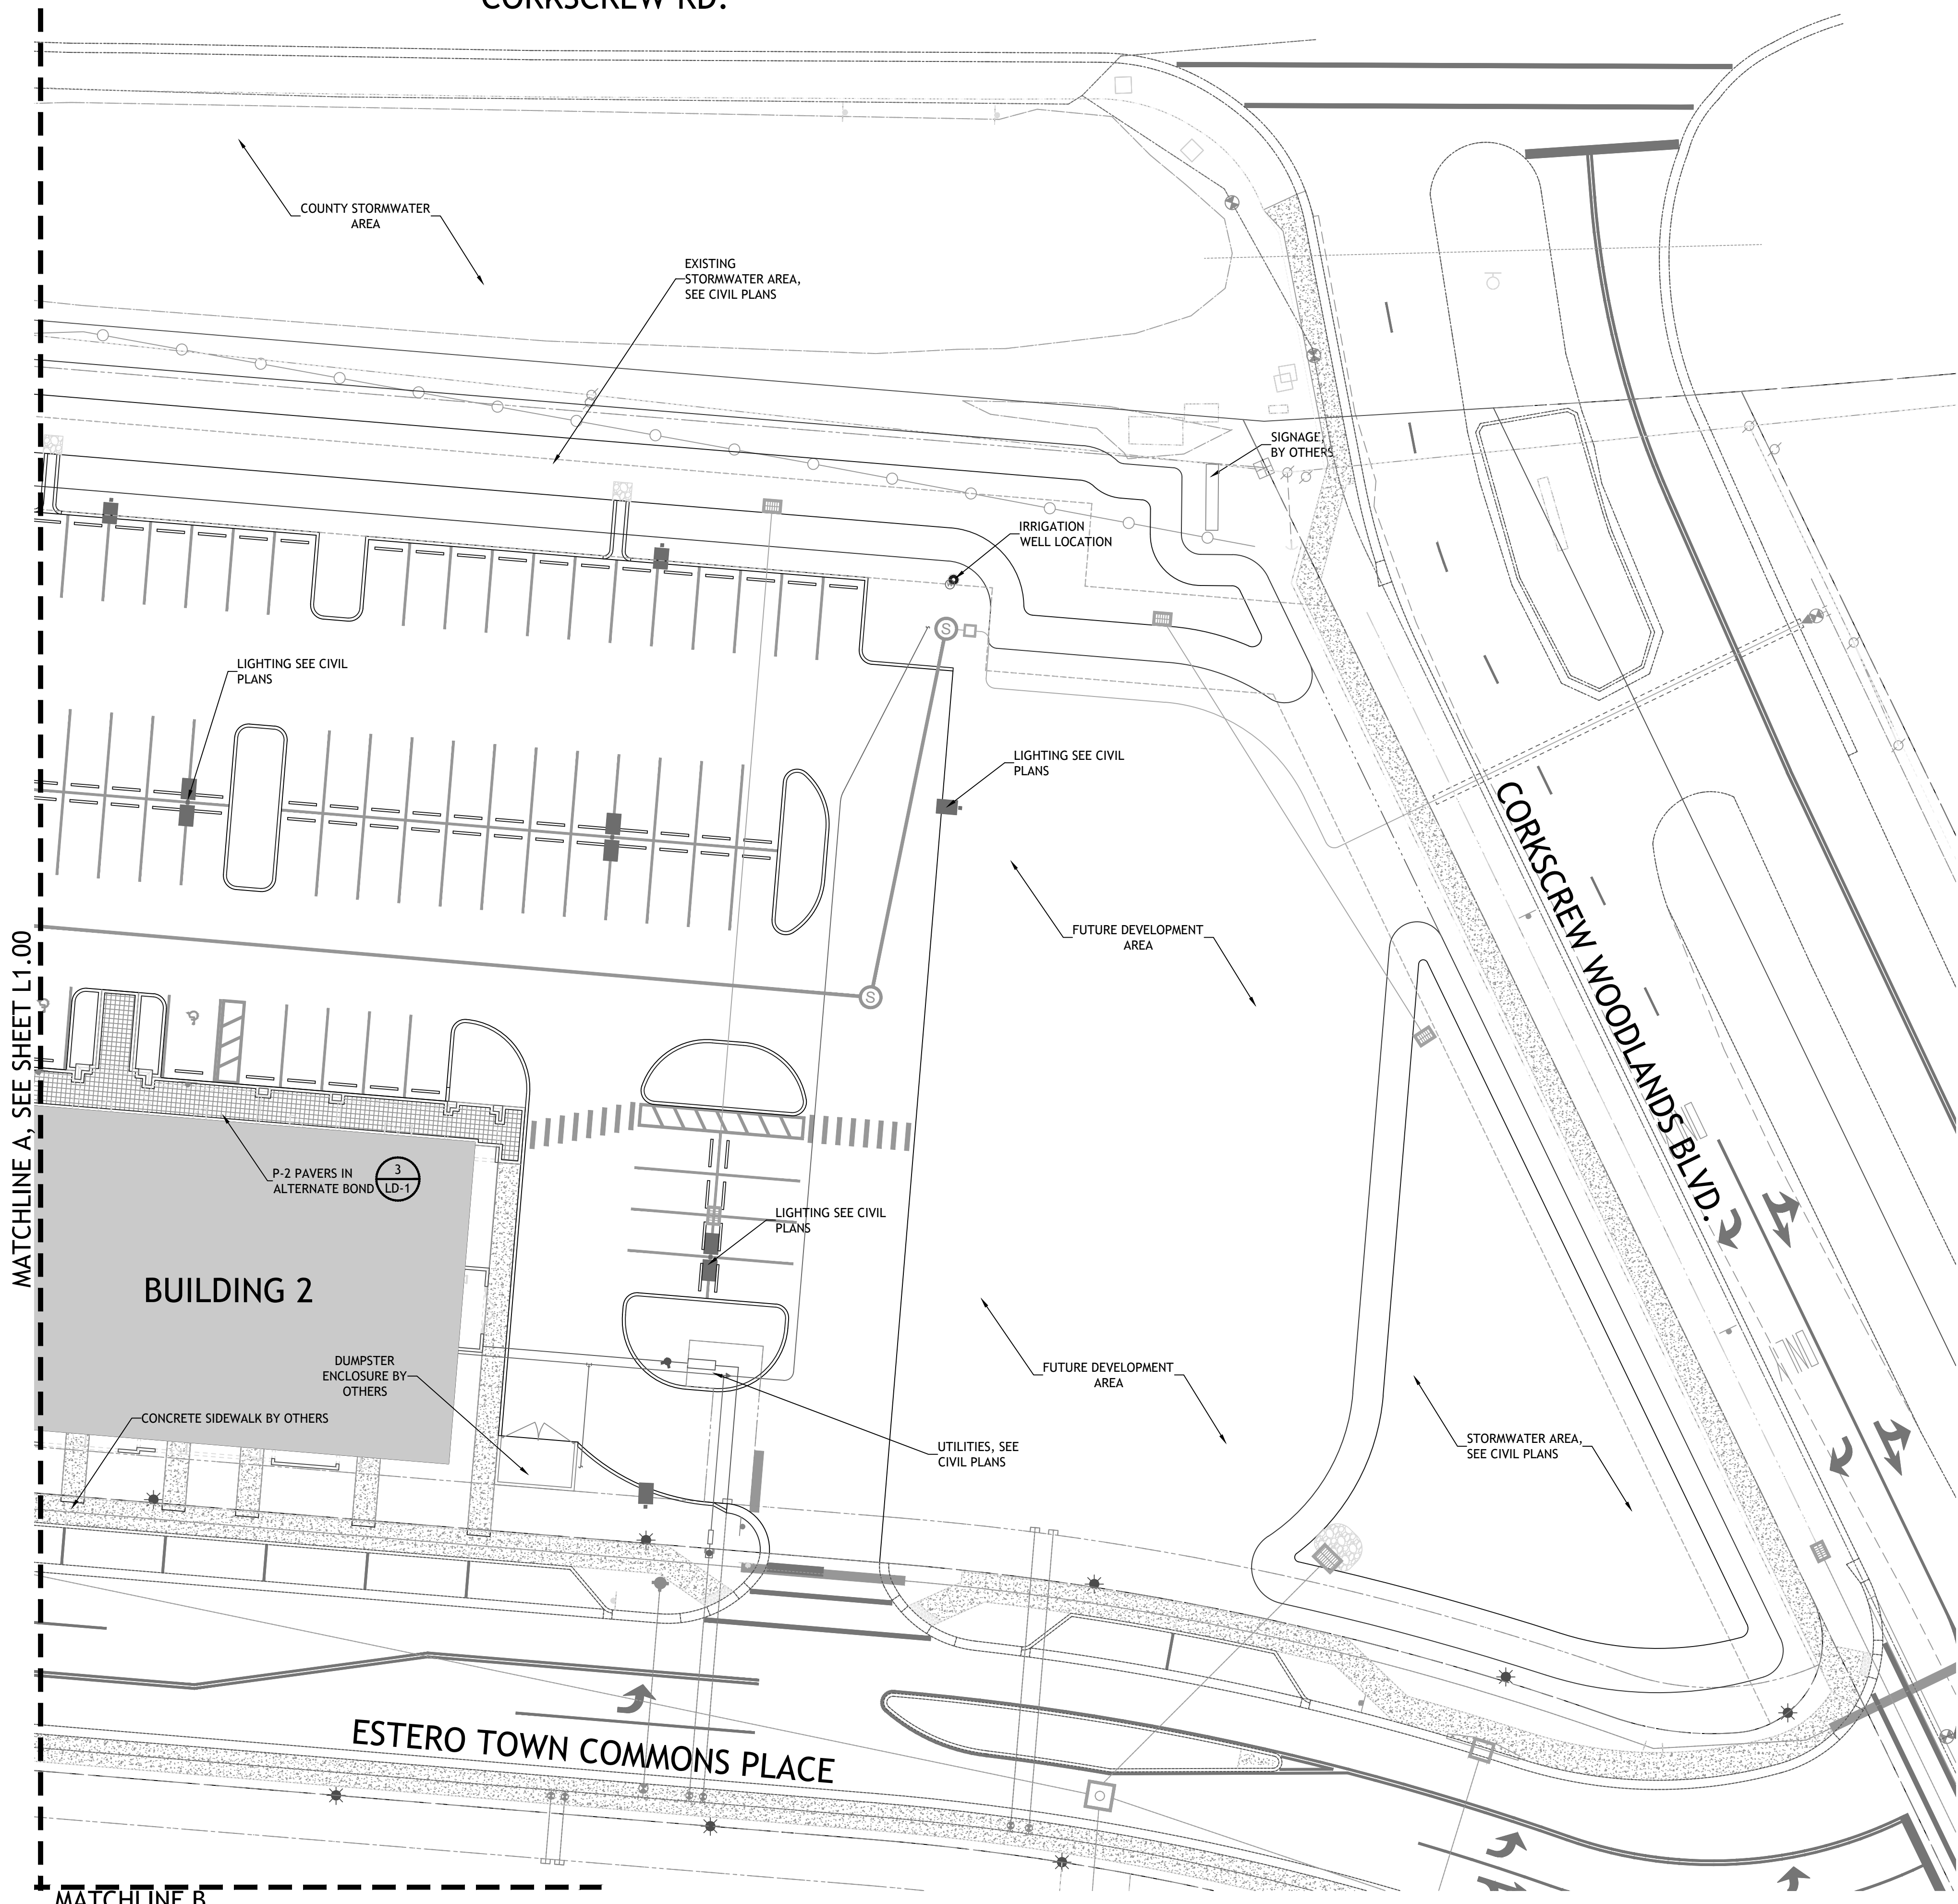 CORKSCREW RD.
COUNTY STORMWATER
AREA
EXISTING
STORMWATER AREA,
SEE CIVIL PLANS
SIGNAGE,
BY OTHERS
IRRIGATION
WELL LOCATION
S
LIGHTING SEE CIVIL
PLANS
LIGHTING SEE CIVIL
PLANS
CORKSCREW WOODLANDS BLVD.
FUTURE DEVELOPMENT
AREA
S
MATCHLINE A, SEE SHEET L1.00
P-2 PAVERS IN
ALTERNATE BOND
3
LD-1
LIGHTING SEE CIVIL
PLANS
BUILDING 2
DUMPSTER
ENCLOSURE BY
OTHERS
FUTURE DEVELOPMENT
AREA
CONCRETE SIDEWALK BY OTHERS
UTILITIES, SEE
CIVIL PLANS
STORMWATER AREA,
SEE CIVIL PLANS
ESTERO TOWN COMMONS PLACE
MATCHLINE B